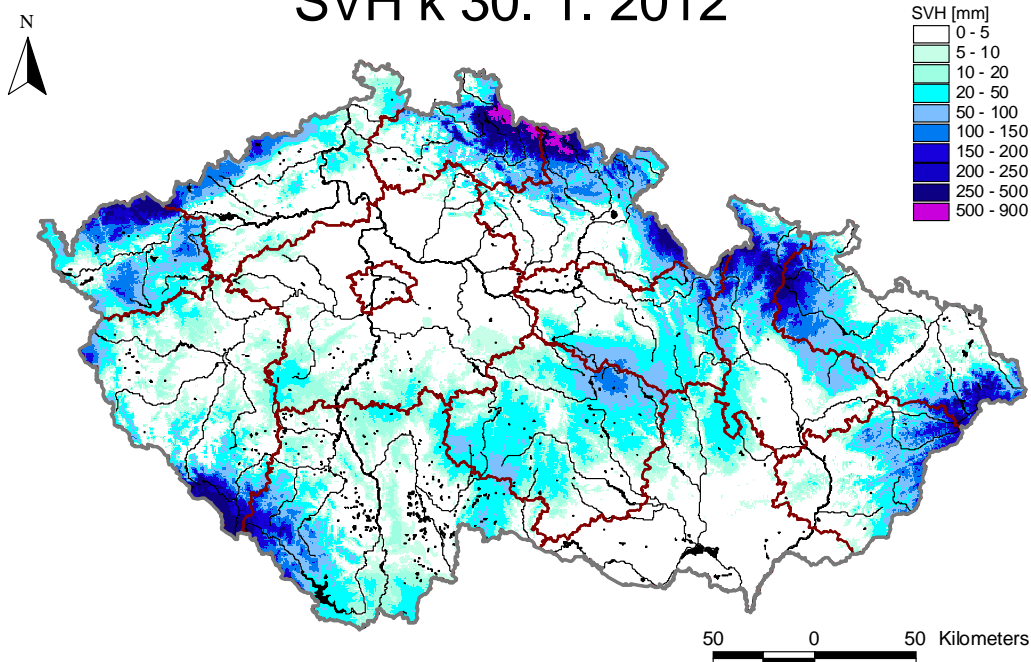 SVH k 30. 1. 2012
N
SVH [mm]
0 - 5
5 - 10
10 - 20
20 - 50
50 - 100
100 - 150
150 - 200
200 - 250
250 - 500
500 - 900
50 0 50 Kilometers